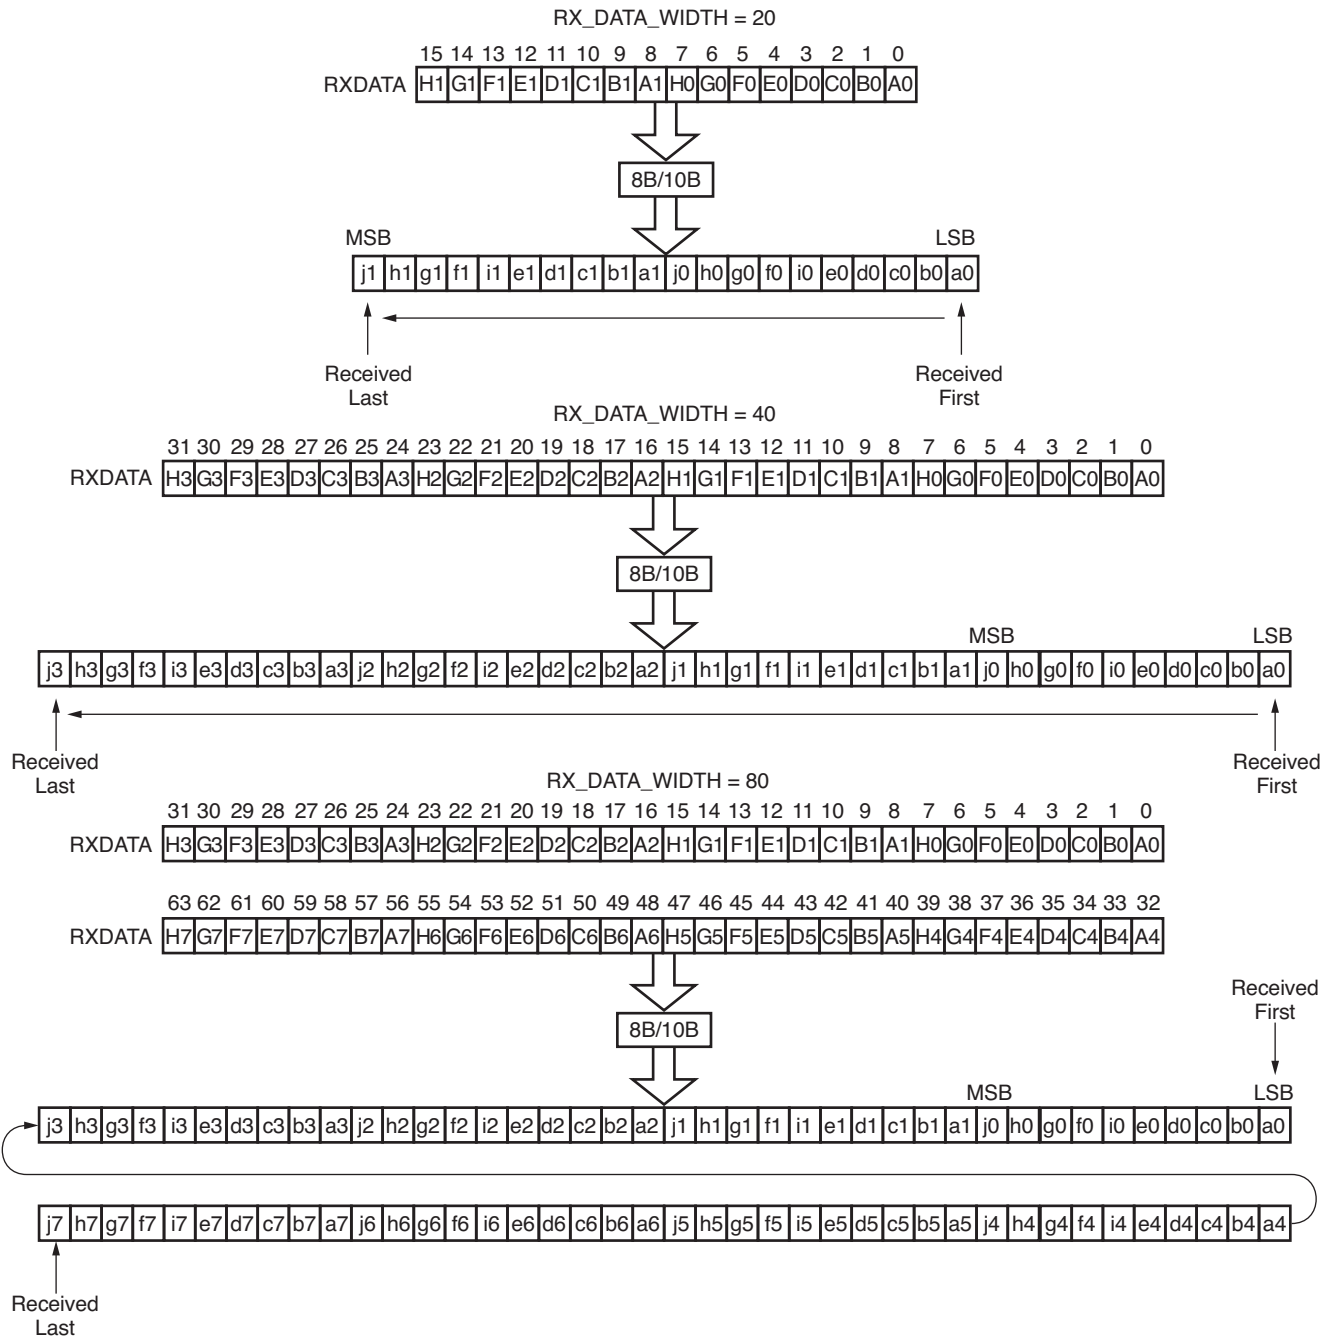 RX_DATA_WIDTH = 20
15 14 13 12 11 10 9 8 7 6 5 4 3 2 1 0
RXDATA H1 G1 F1 E1 D1 C1 B1 A1 H0 G0 F0 E0 D0 C0 B0 A0
8B/10B
MSB LSB
j1 h1 g1 f1 i1 e1 d1 c1 b1 a1 j0 h0 g0 f0 i0 e0 d0 c0 b0 a0
Received Received
Last First
RX_DATA_WIDTH = 40
31 30 29 28 27 26 25 24 23 22 21 20 19 18 17 16 15 14 13 12 11 10 9 8 7 6 5 4 3 2 1 0
RXDATA H3 G3 F3 E3 D3 C3 B3 A3 H2 G2 F2 E2 D2 C2 B2 A2 H1 G1 F1 E1 D1 C1 B1 A1 H0 G0 F0 E0 D0 C0 B0 A0
8B/10B
MSB LSB
j3 h3 g3 f3 i3 e3 d3 c3 b3 a3 j2 h2 g2 f2 i2 e2 d2 c2 b2 a2 j1 h1 g1 f1 i1 e1 d1 c1 b1 a1 j0 h0 g0 f0 i0 e0 d0 c0 b0 a0
Received Received
Last First
RX_DATA_WIDTH = 80
31 30 29 28 27 26 25 24 23 22 21 20 19 18 17 16 15 14 13 12 11 10 9 8 7 6 5 4 3 2 1 0
RXDATA H3 G3 F3 E3 D3 C3 B3 A3 H2 G2 F2 E2 D2 C2 B2 A2 H1 G1 F1 E1 D1 C1 B1 A1 H0 G0 F0 E0 D0 C0 B0 A0
63 62 61 60 59 58 57 56 55 54 53 52 51 50 49 48 47 46 45 44 43 42 41 40 39 38 37 36 35 34 33 32
RXDATA H7 G7 F7 E7 D7 C7 B7 A7 H6 G6 F6 E6 D6 C6 B6 A6 H5 G5 F5 E5 D5 C5 B5 A5 H4 G4 F4 E4 D4 C4 B4 A4
Received
First
8B/10B
MSB LSB
j3 h3 g3 f3 i3 e3 d3 c3 b3 a3 j2 h2 g2 f2 i2 e2 d2 c2 b2 a2 j1 h1 g1 f1 i1 e1 d1 c1 b1 a1 j0 h0 g0 f0 i0 e0 d0 c0 b0 a0
j7 h7 g7 f7 i7 e7 d7 c7 b7 a7 j6 h6 g6 f6 i6 e6 d6 c6 b6 a6 j5 h5 g5 f5 i5 e5 d5 c5 b5 a5 j4 h4 g4 f4 i4 e4 d4 c4 b4 a4
Received
Last